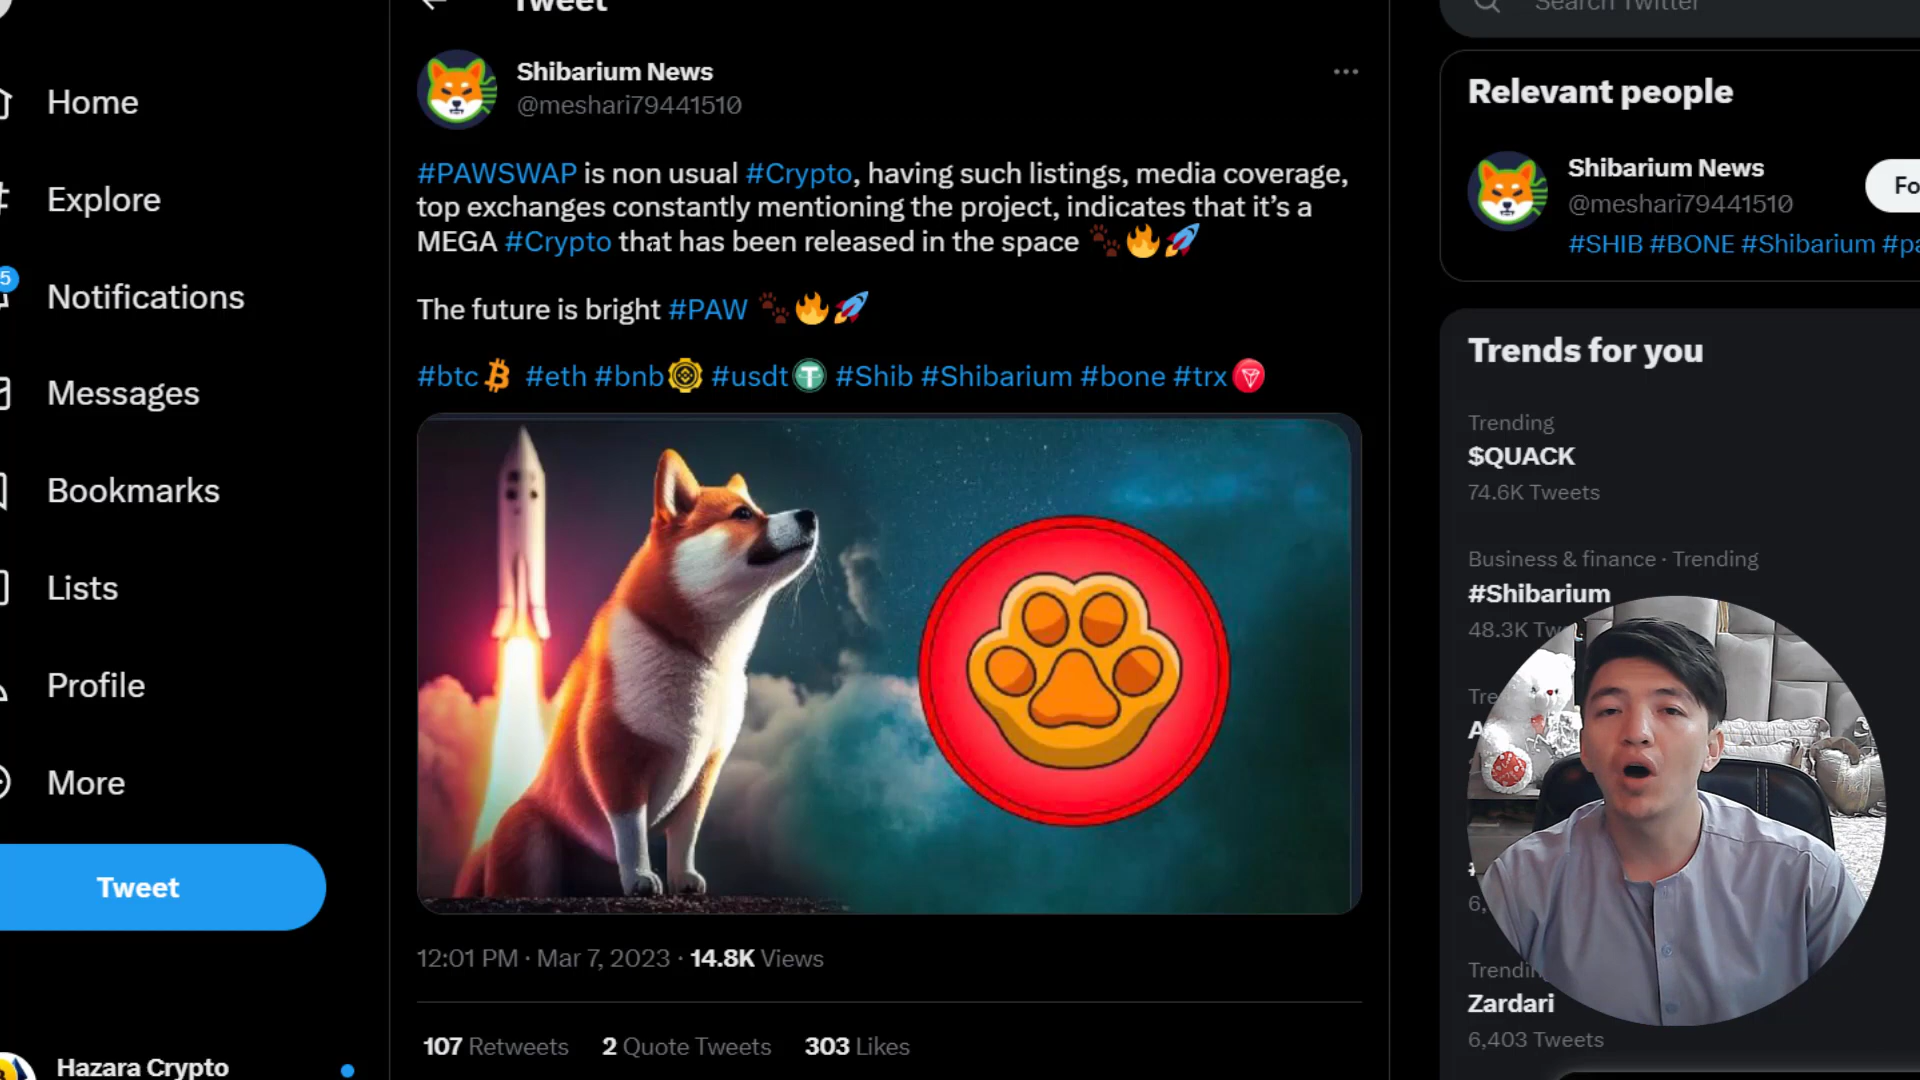 Tweet
Search Twitter
Home
Explore
Notifications
5
Messages
Bookmarks
Lists
Profile
More
Tweet
Hazara Crypto
Shibarium News
@meshari79441510
#PAWSWAP is non usual #Crypto, having such listings, media coverage,
top exchanges constantly mentioning the project, indicates that it’s a
MEGA #Crypto that has been released in the space 🐾🔥🚀
The future is bright #PAW 🐾🔥🚀
#btc #eth #bnb #usdt #Shib #Shibarium #bone #trx
12:01 PM · Mar 7, 2023 · 14.8K Views
107 Retweets 2 Quote Tweets 303 Likes
Relevant people
Shibarium News
@meshari79441510
#SHIB #BONE #Shibarium
Trends for you
Trending
$QUACK
74.6K Tweets
Business & finance · Trending
#Shibarium
48.3K
Zardari
6,403 Tweets